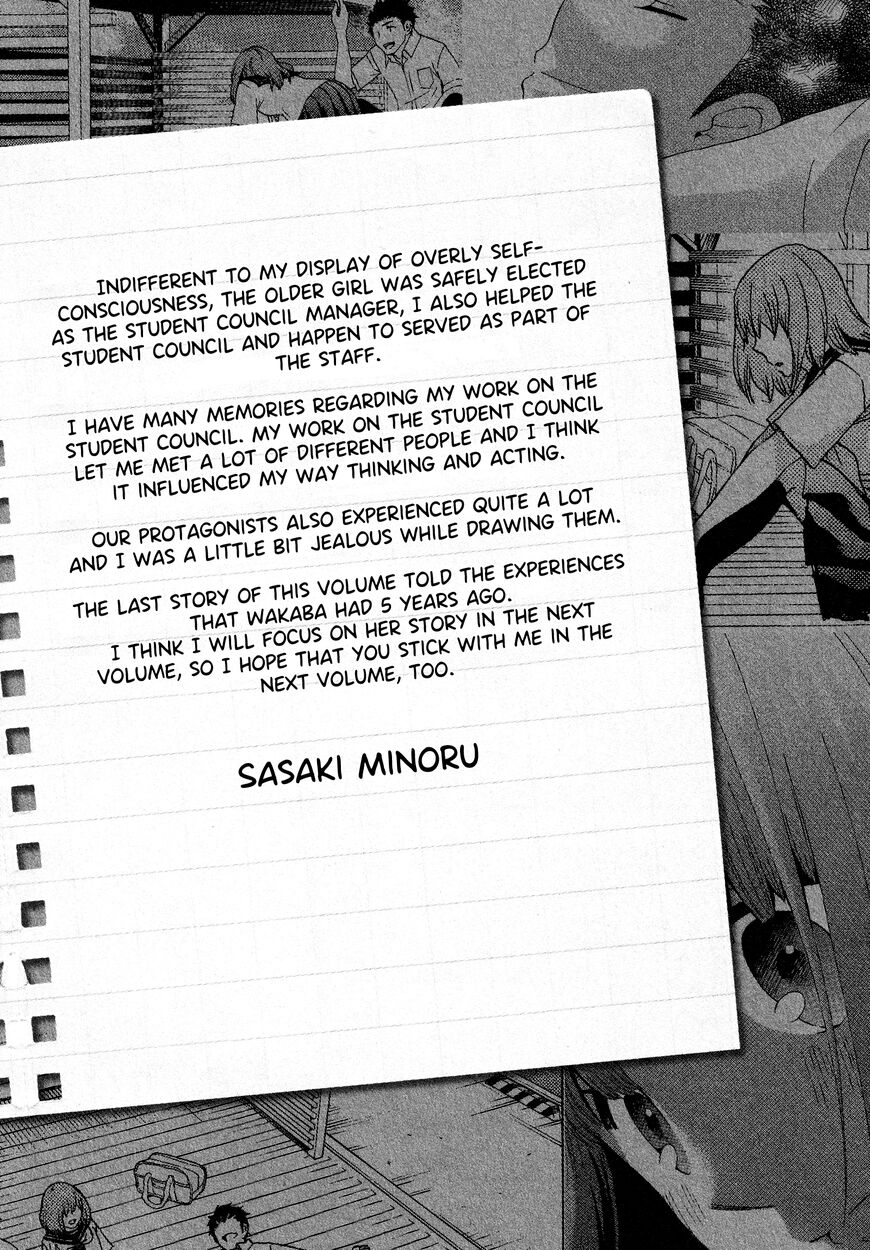 INDIFFERENT TO MY DISPLAY OF OVERLY SELF-
CONSCIOUSNESS, THE OLDER GIRL WAS SAFELY ELECTED
AS THE STUDENT COUNCIL MANAGER, I ALSO HELPED THE
STUDENT COUNCIL AND HAPPEN TO SERVED AS PART OF
THE STAFF.
I HAVE MANY MEMORIES REGARDING MY WORK ON THE
STUDENT COUNCIL. MY WORK ON THE STUDENT COUNCIL
LET ME MET A LOT OF DIFFERENT PEOPLE AND I THINK
IT INFLUENCED MY WAY THINKING AND ACTING.
OUR PROTAGONISTS ALSO EXPERIENCED QUITE A LOT
AND I WAS A LITTLE BIT JEALOUS WHILE DRAWING THEM.
THE LAST STORY OF THIS VOLUME TOLD THE EXPERIENCES
THAT WAKABA HAD 5 YEARS AGO.
I THINK I WILL FOCUS ON HER STORY IN THE NEXT
VOLUME, SO I HOPE THAT YOU STICK WITH ME IN THE
NEXT VOLUME, TOO.
SASAKI MINORU